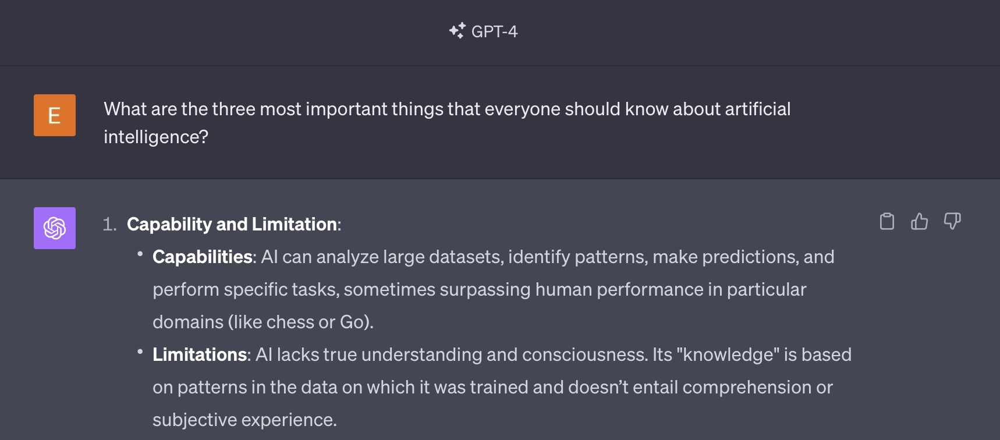 GPT-4
E
What are the three most important things that everyone should know about artificial
intelligence?
1. Capability and Limitation:
• Capabilities: AI can analyze large datasets, identify patterns, make predictions, and
perform specific tasks, sometimes surpassing human performance in particular
domains (like chess or Go).
• Limitations: AI lacks true understanding and consciousness. Its "knowledge" is based
on patterns in the data on which it was trained and doesn’t entail comprehension or
subjective experience.